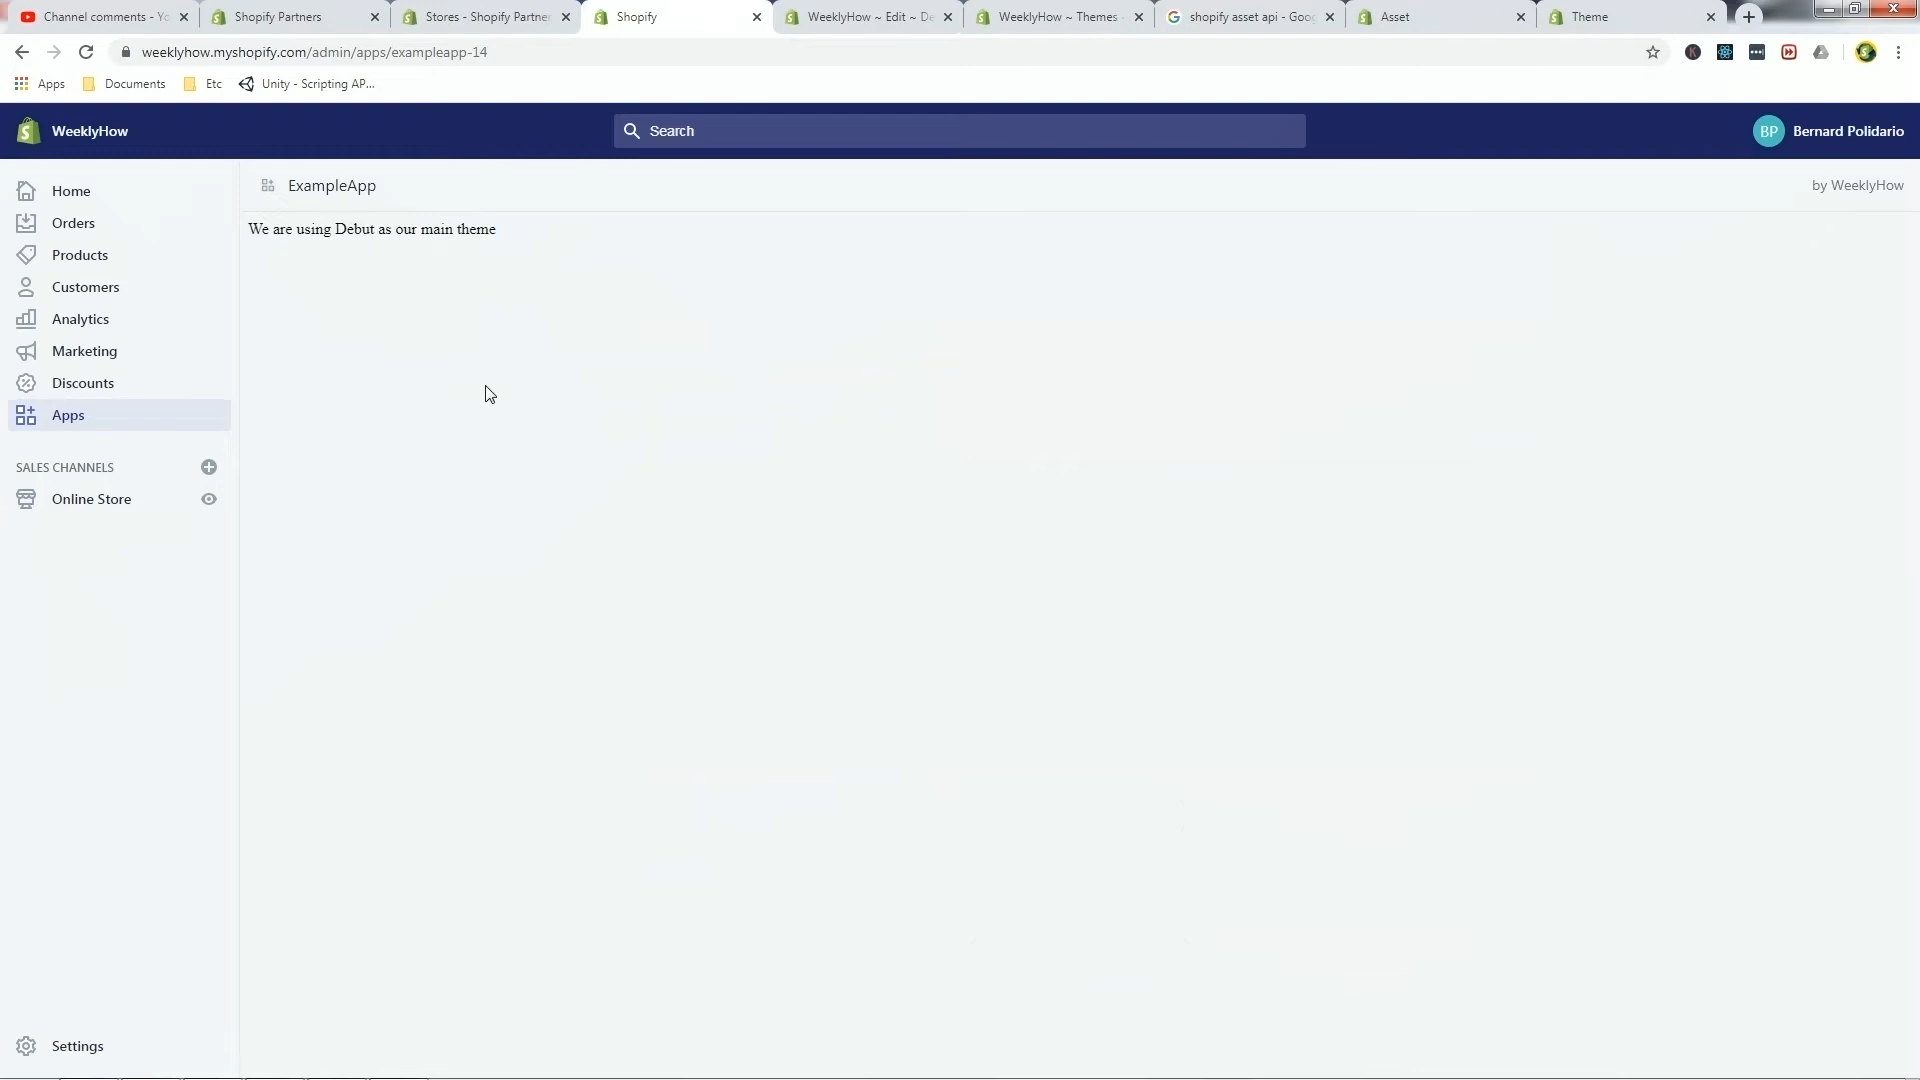 Channel comments - Yo
Shopify Partners
Stores - Shopify Partner
Shopify
WeeklyHow ~ Edit ~ De
WeeklyHow ~ Themes
shopify asset api - Goog
Asset
Theme
weeklyhow.myshopify.com/admin/apps/exampleapp-14
Apps
Documents
Etc
Unity - Scripting AP...
WeeklyHow
Search
BP
Bernard Polidario
Home
Orders
Products
Customers
Analytics
Marketing
Discounts
Apps
SALES CHANNELS
Online Store
Settings
ExampleApp
by WeeklyHow
We are using Debut as our main theme